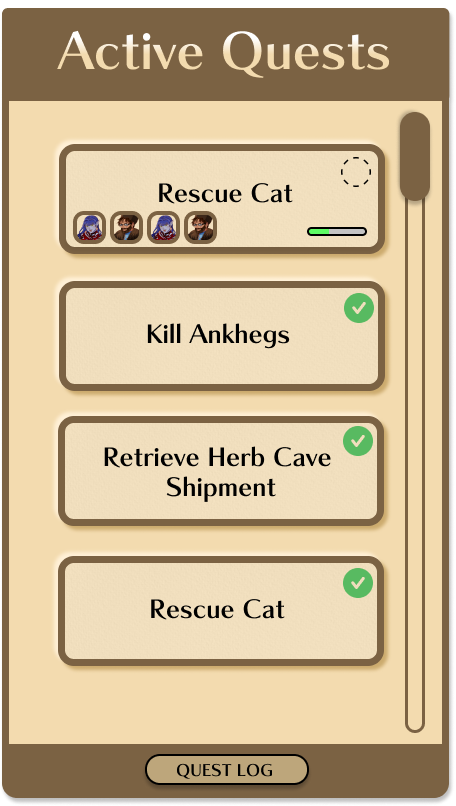 Active Quests
Rescue Cat
Kill Ankhegs
Retrieve Herb Cave
Shipment
Rescue Cat
QUEST LOG